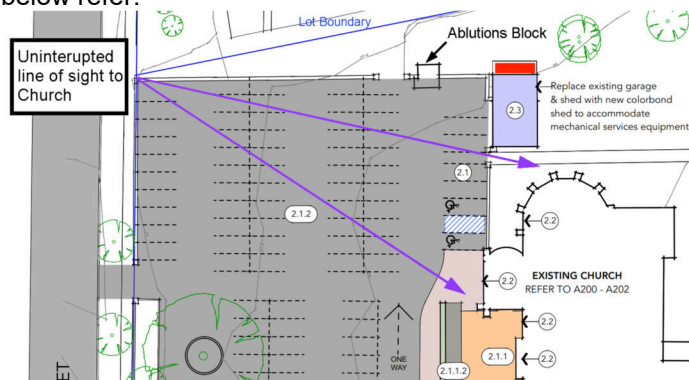 below refer.
Lot Boundary
Ablutions Block
Uninterupted
line of sight to
Church
Replace existing garage
& shed with new colorbond
shed to accommodate
mechanical services equipment
2.3
2.1
2.1.2
2.2
2.2
EXISTING CHURCH
REFER TO A200 - A202
2.2
2.1.1
2.2
ONE
WAY
2.1.1.2
ET